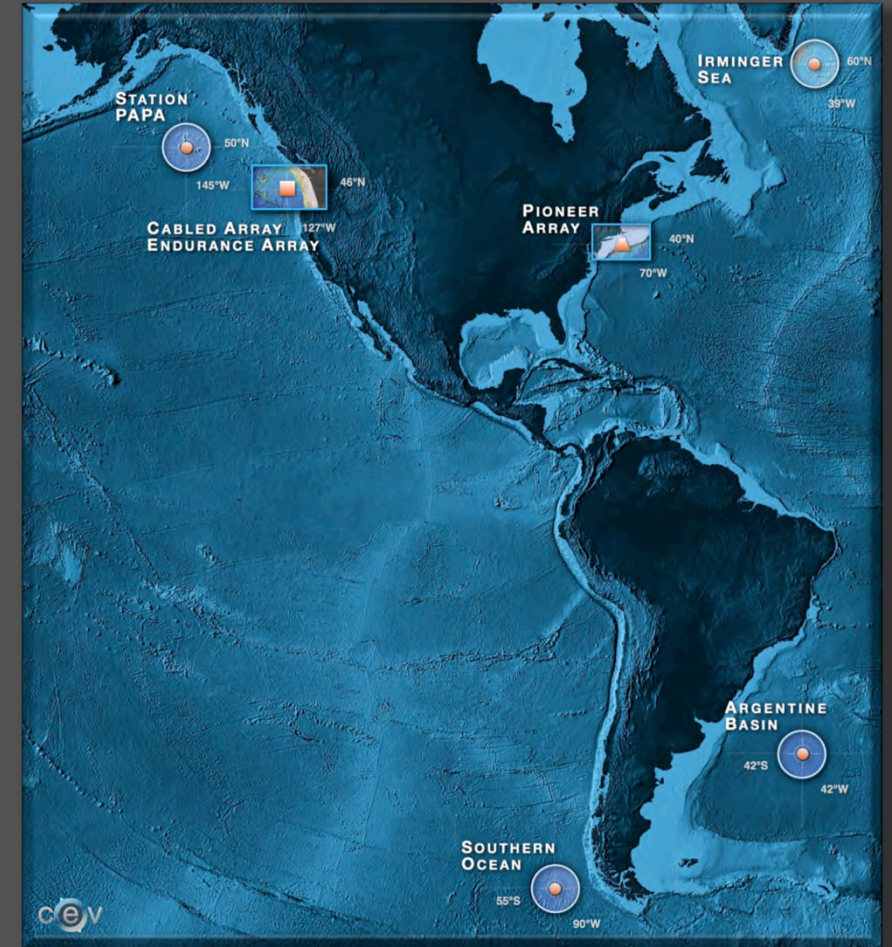 IRMINGER
SEA
60°N
39°W
STATION
PAPA
50°N
145°W
46°N
127°W
CABLED ARRAY
ENDURANCE ARRAY
PIONEER
ARRAY
40°N
70°W
ARGENTINE
BASIN
42°S
42°W
SOUTHERN
OCEAN
55°S
90°W
cev